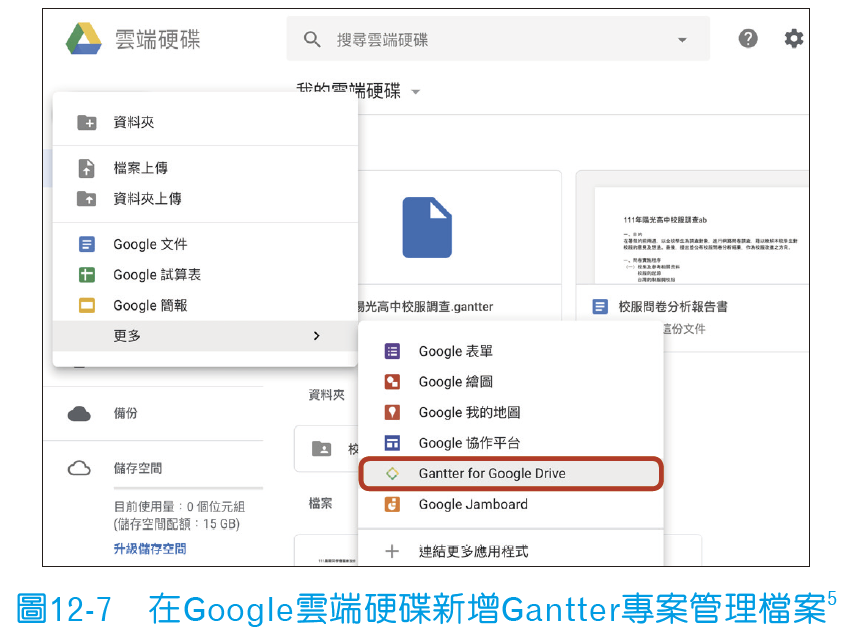 雲端硬碟
搜尋雲端硬碟
我的雲端硬碟
資料夾
檔案上傳
資料夾上傳
Google 文件
Google 試算表
Google 簡報
更多
陽光高中校服調查.gantter
111年陽光高中校服調查ab
校服問卷分析報告書
這份文件
Google 表單
Google 繪圖
Google 我的地圖
Google 協作平台
Gantter for Google Drive
Google Jamboard
連結更多應用程式
資料夾
校
檔案
備份
儲存空間
目前使用量：0 個位元組
(儲存空間配額：15 GB)
升級儲存空間
圖12-7 在Google雲端硬碟新增Gantter專案管理檔案5